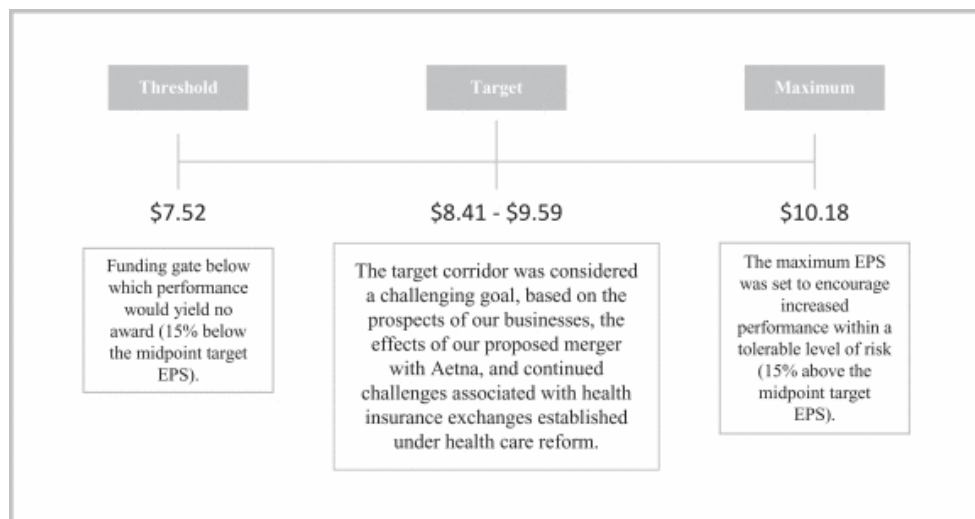 Threshold
Target
Maximum
$7.52
$8.41 - $9.59
$10.18
Funding gate below
which performance
would yield no
award (15% below
the midpoint target
EPS).
The target corridor was considered
a challenging goal, based on the
prospects of our businesses, the
effects of our proposed merger
with Aetna, and continued
challenges associated with health
insurance exchanges established
under health care reform.
The maximum EPS
was set to encourage
increased
performance within a
tolerable level of risk
(15% above the
midpoint target
EPS).